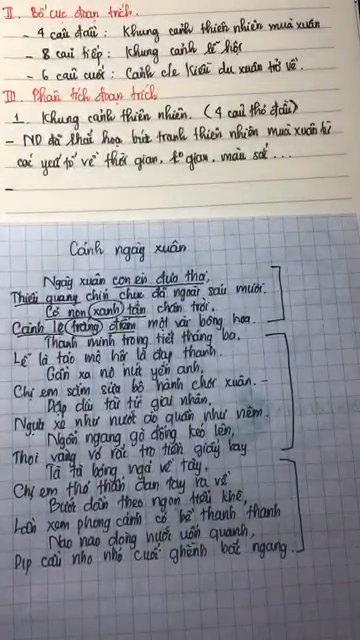 II. Bố cục đoạn trích.
- 4 câu đầu: Khung cảnh thiên nhiên mùa xuân
- 8 câu tiếp: Khung cảnh lễ hội
- 6 câu cuối: Cảnh c/e Kiều du xuân trở về.
III. Phân tích đoạn trích
1. Khung cảnh thiên nhiên. (4 câu thơ đầu)
- ND đã khái hoạ bức tranh thiên nhiên mùa xuân từ
các yếu tố về thời gian, ko gian, màu sắc...
-
Cảnh ngày xuân
Ngày xuân con én đưa thoi,
Thiều quang chín chục đã ngoài sáu mươi.
Cỏ non (xanh) tận chân trời,
Cành lê (trắng) điểm một vài bông hoa.
Thanh minh trong tiết tháng ba,
Lễ là tảo mộ hội là đạp thanh.
Gần xa nô nức yến anh,
Chị em sắm sửa bộ hành chơi xuân.
Dập dìu tài tử giai nhân,
Ngựa xe như nước áo quần như nêm.
Ngổn ngang gò đống kéo lên,
Thoi vàng vó rắc tro tiền giấy bay
Tà tà bóng ngả về tây,
Chị em thơ thẩn dan tay ra về
Bước dần theo ngọn tiểu khê,
Lần xem phong cảnh có bề thanh thanh
Nao nao dòng nước uốn quanh,
Dịp cầu nho nhỏ cuối ghềnh bắc ngang.